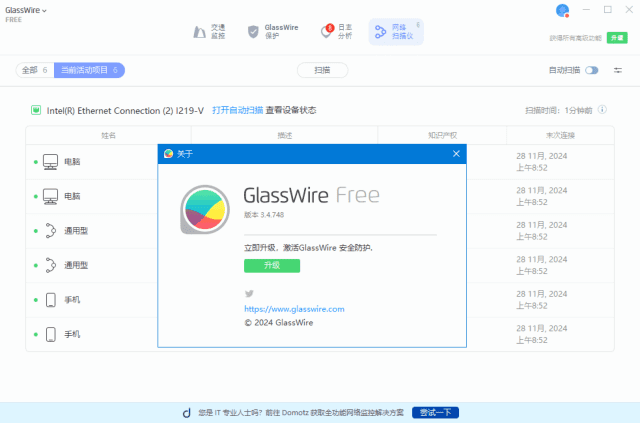 GlassWire
FREE
交通
监控
GlassWire
保护
8
日志
分析
网络
扫描仪
6
获得所有高级功能
升级
全部 6
当前活动项目 6
扫描
自动扫描
Intel(R) Ethernet Connection (2) I219-V 打开自动扫描 查看设备状态
扫描时间：1分钟前
姓名 描述 知识产权 末次连接
电脑
28 11月, 2024
上午8:52
电脑
28 11月, 2024
上午8:52
通用型
28 11月, 2024
上午8:52
通用型
28 11月, 2024
上午8:52
手机
28 11月, 2024
上午8:52
手机
28 11月, 2024
上午8:52
关于
GlassWire Free
版本 3.4.748
立即升级，激活GlassWire 安全防护。
升级
https://www.glasswire.com
© 2024 GlassWire
您是 IT 专业人士吗？前往 Domotz 获取全功能网络监控解决方案
尝试一下